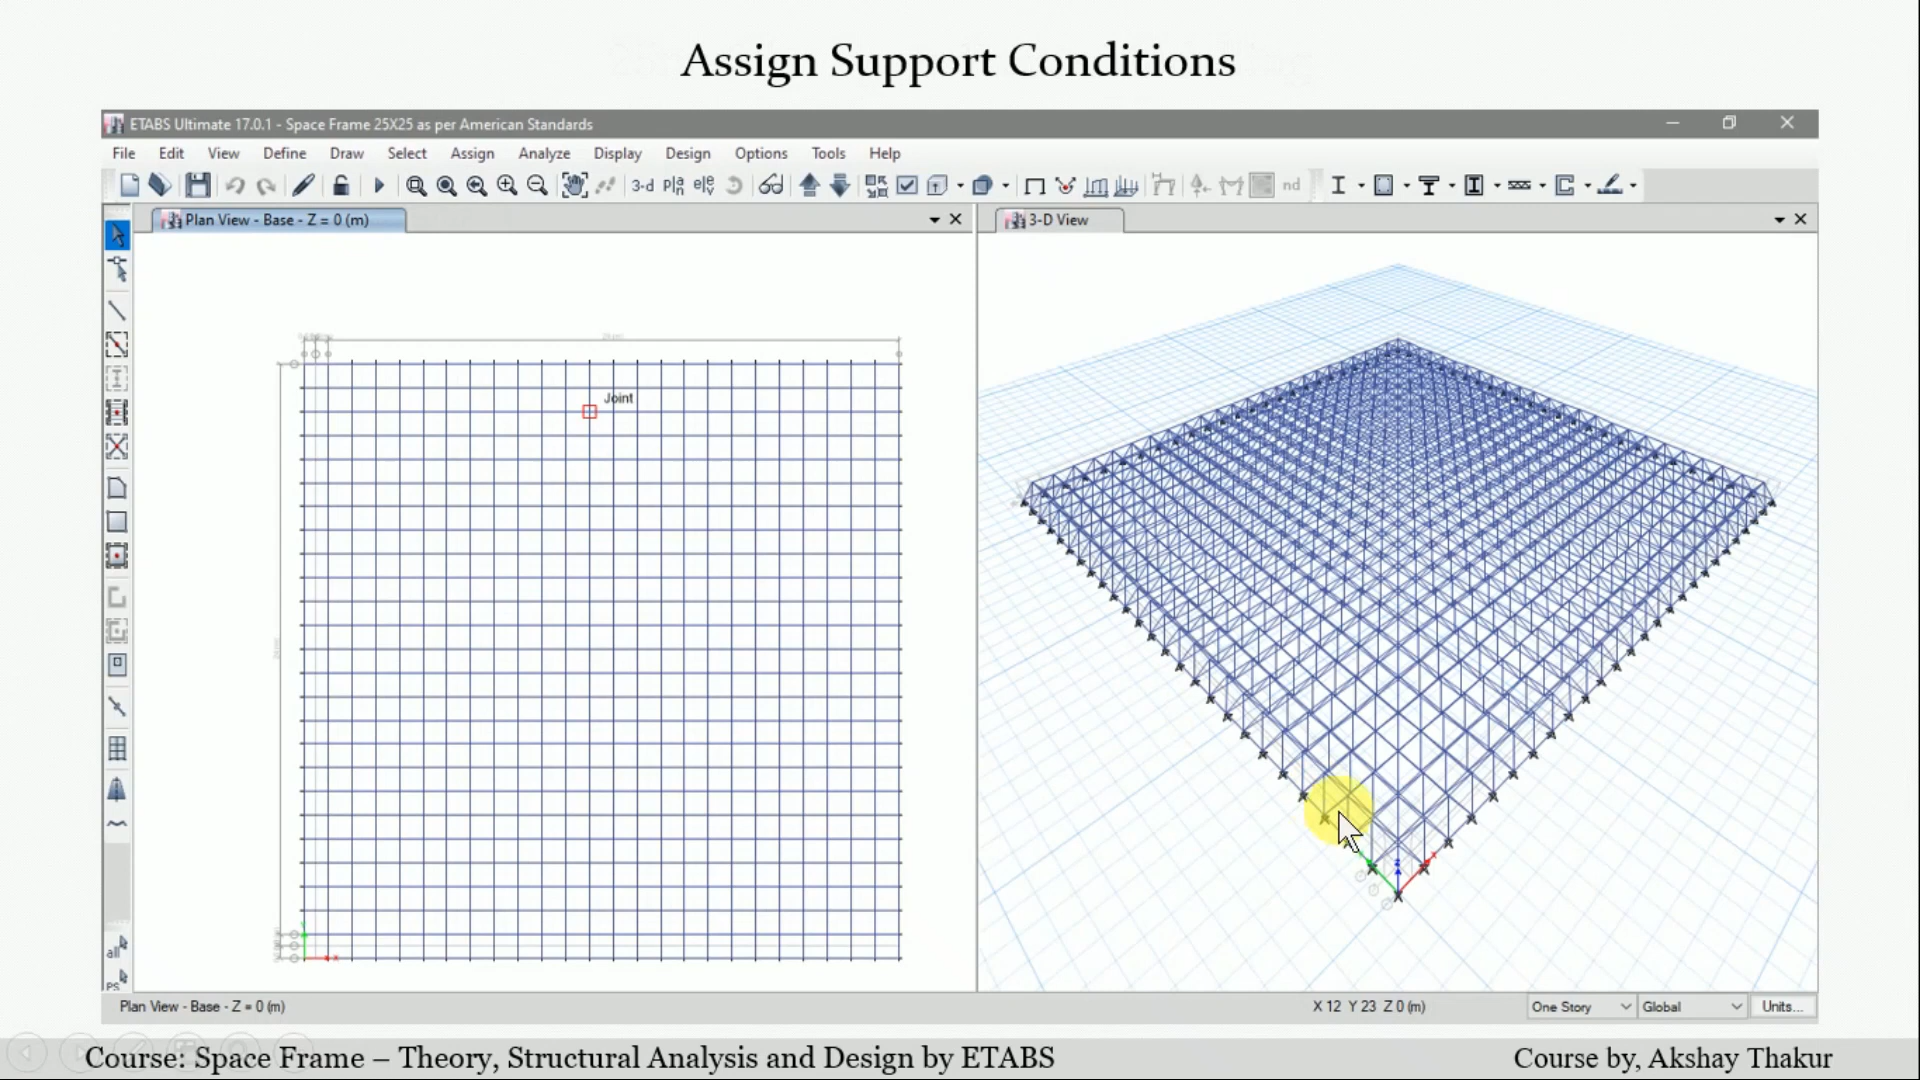 Assign Support Conditions
ETABS Ultimate 17.0.1 - Space Frame 25X25 as per American Standards
File Edit View Define Draw Select Assign Analyze Display Design Options Tools Help
3-d nd
Plan View - Base - Z = 0 (m)
3-D View
Joint
all
ps
Plan View - Base - Z = 0 (m)
X 12 Y 23 Z 0 (m)
One Story
Global
Units...
Course: Space Frame – Theory, Structural Analysis and Design by ETABS
Course by, Akshay Thakur